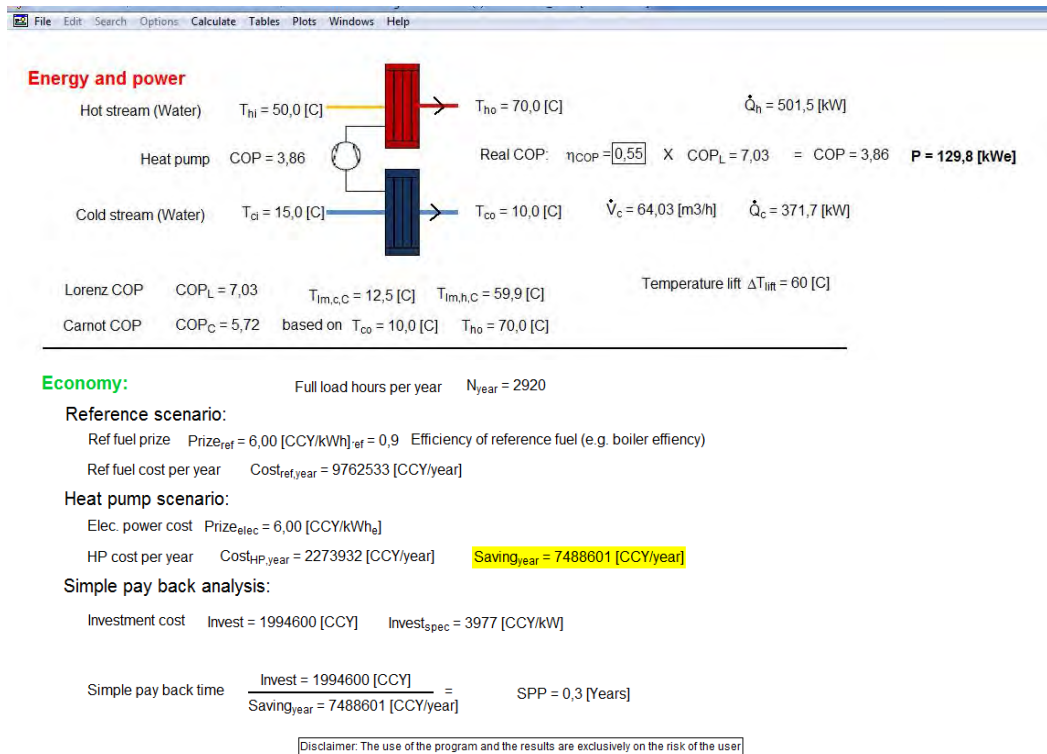 File Edit Search Options Calculate Tables Plots Windows Help
Energy and power
Hot stream (Water) Thi = 50,0 [C] Tho = 70,0 [C] Q̇h = 501,5 [kW]
Heat pump COP = 3,86 Real COP: ηCOP = 0,55 X COPL = 7,03 = COP = 3,86 P = 129,8 [kWe]
Cold stream (Water) Tci = 15,0 [C] Tco = 10,0 [C] V̇c = 64,03 [m3/h] Q̇c = 371,7 [kW]
Temperature lift ΔTlift = 60 [C]
Lorenz COP COPL = 7,03 Tlm,c,C = 12,5 [C] Tlm,h,C = 59,9 [C]
Carnot COP COPC = 5,72 based on Tco = 10,0 [C] Tho = 70,0 [C]
Economy: Full load hours per year Nyear = 2920
Reference scenario:
Ref fuel prize Prizeref = 6,00 [CCY/kWh] ef = 0,9 Efficiency of reference fuel (e.g. boiler effiency)
Ref fuel cost per year Costref,year = 9762533 [CCY/year]
Heat pump scenario:
Elec. power cost Prizeelec = 6,00 [CCY/kWhe]
HP cost per year CostHP,year = 2273932 [CCY/year] Savingyear = 7488601 [CCY/year]
Simple pay back analysis:
Investment cost Invest = 1994600 [CCY] Investspec = 3977 [CCY/kW]
Simple pay back time Invest = 1994600 [CCY] = SPP = 0,3 [Years]
Savingyear = 7488601 [CCY/year]
Disclaimer: The use of the program and the results are exclusively on the risk of the user